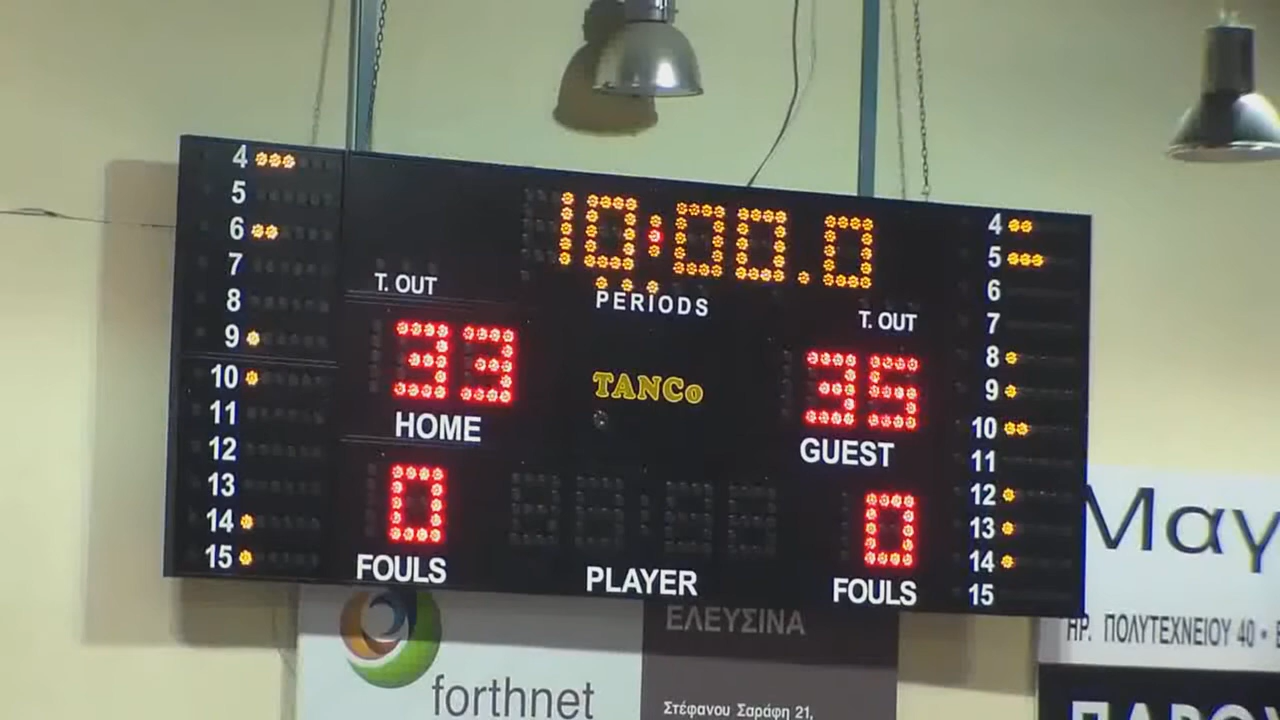 4
5
6
7
8
9
10
11
12
13
14
15
10:00.0
PERIODS
T. OUT
T. OUT
33
35
HOME
TANCo
GUEST
0
0
FOULS
PLAYER
FOULS
4
5
6
7
8
9
10
11
12
13
14
15
forthnet
ΕΛΕΥΣΙΝΑ
Στέφανου Σαράφη 21,
Μαγ
ΗΡ. ΠΟΛΥΤΕΧΝΕΙΟΥ 40 •